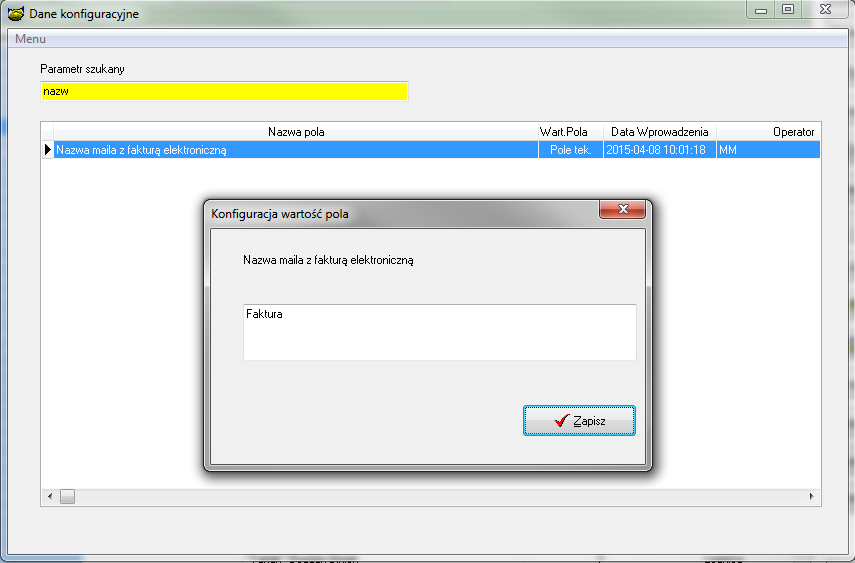 Dane konfiguracyjne
Menu
Parametr szukany
nazw
Nazwa pola Wart.Pola Data Wprowadzenia Operator
Nazwa maila z fakturą elektroniczną Pole tek. 2015-04-08 10:01:18 MM
Konfiguracja wartość pola
Nazwa maila z fakturą elektroniczną
Faktura
Zapisz